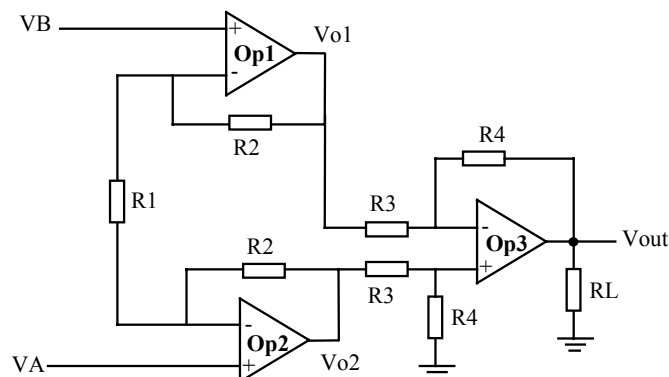 VB
+
Op1
-
Vo1
R2
R4
R1
R3
-
Op3
+
Vout
R2
R3
R4
RL
-
Op2
+
VA
Vo2